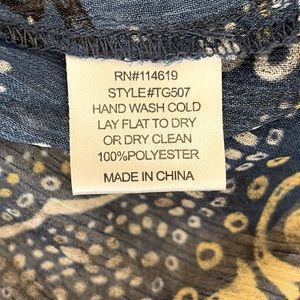 RN#114619
STYLE#TG507
HAND WASH COLD
LAY FLAT TO DRY
OR DRY CLEAN
100%POLYESTER
MADE IN CHINA